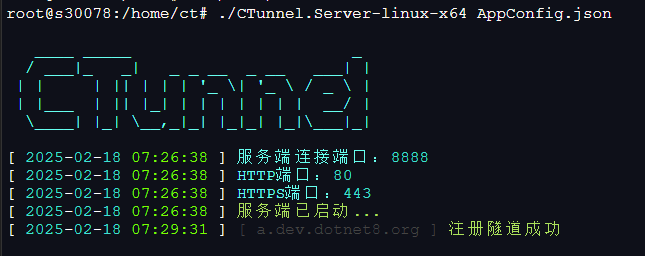 root@s30078:/home/ct# ./CTunnel.Server-linux-x64 AppConfig.json
CTunnel
[ 2025-02-18 07:26:38 ] 服务端连接端口：8888
[ 2025-02-18 07:26:38 ] HTTP端口：80
[ 2025-02-18 07:26:38 ] HTTPS端口：443
[ 2025-02-18 07:26:38 ] 服务端已启动...
[ 2025-02-18 07:29:31 ] [ a.dev.dotnet8.org ] 注册隧道成功